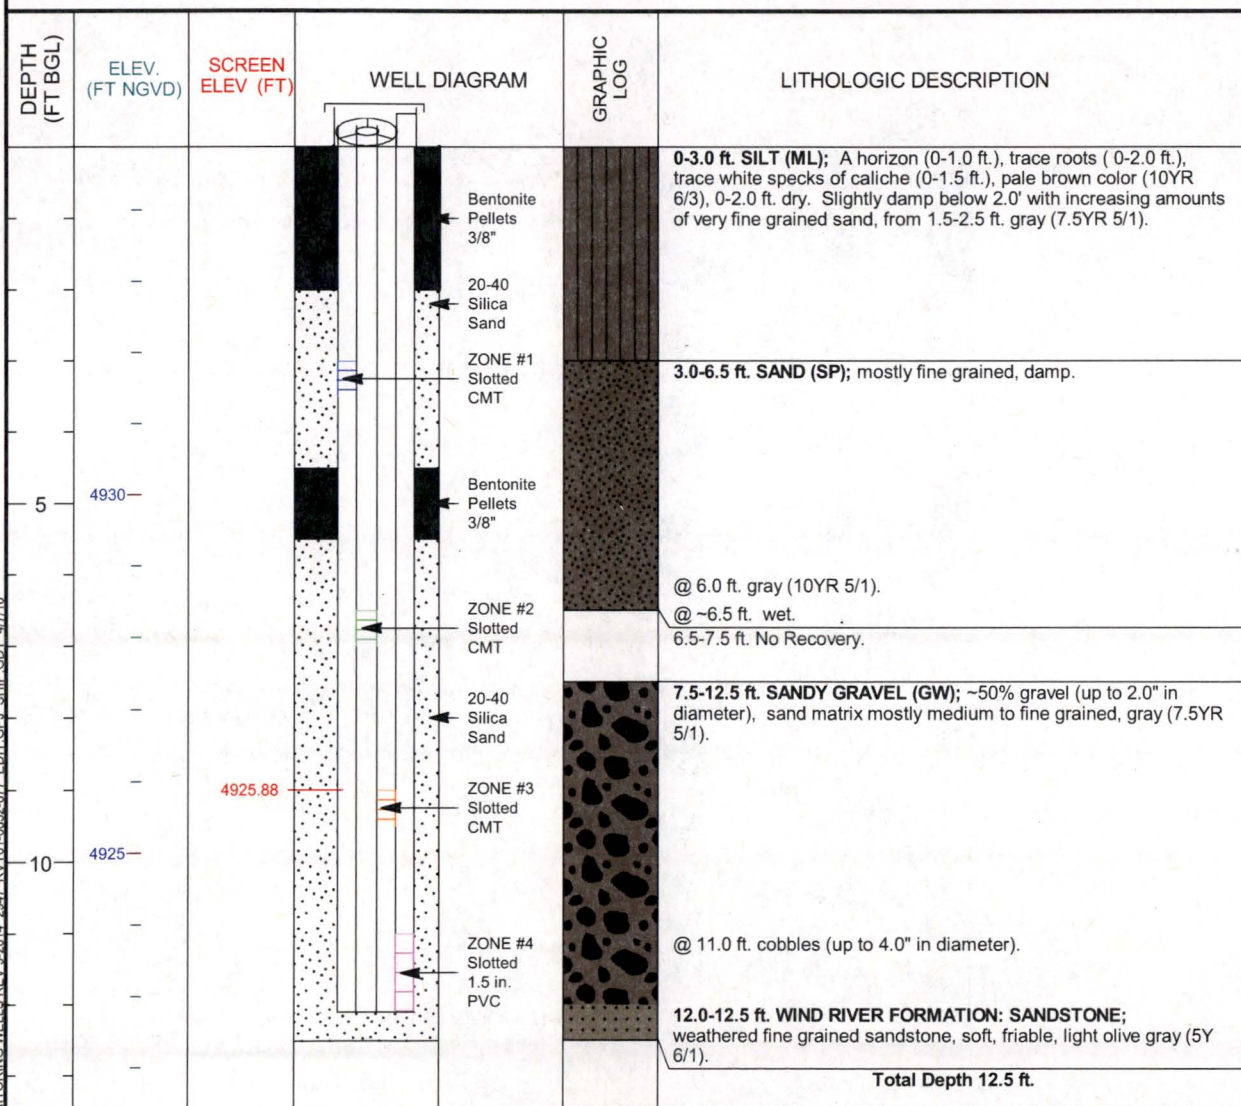 DEPTH
(FT BGL)
ELEV.
(FT NGVD)
SCREEN
ELEV (FT)
WELL DIAGRAM
GRAPHIC
LOG
LITHOLOGIC DESCRIPTION
0-3.0 ft. SILT (ML); A horizon (0-1.0 ft.), trace roots ( 0-2.0 ft.),
trace white specks of caliche (0-1.5 ft.), pale brown color (10YR
6/3), 0-2.0 ft. dry. Slightly damp below 2.0' with increasing amounts
of very fine grained sand, from 1.5-2.5 ft. gray (7.5YR 5/1).
Bentonite
Pellets
3/8"
20-40
Silica
Sand
ZONE #1
Slotted
CMT
3.0-6.5 ft. SAND (SP); mostly fine grained, damp.
5
4930
Bentonite
Pellets
3/8"
@ 6.0 ft. gray (10YR 5/1).
@ ~6.5 ft. wet.
6.5-7.5 ft. No Recovery.
ZONE #2
Slotted
CMT
7.5-12.5 ft. SANDY GRAVEL (GW); ~50% gravel (up to 2.0" in
diameter), sand matrix mostly medium to fine grained, gray (7.5YR
5/1).
20-40
Silica
Sand
4925.88
ZONE #3
Slotted
CMT
10
4925
@ 11.0 ft. cobbles (up to 4.0" in diameter).
ZONE #4
Slotted
1.5 in.
PVC
12.0-12.5 ft. WIND RIVER FORMATION: SANDSTONE;
weathered fine grained sandstone, soft, friable, light olive gray (5Y
6/1).
Total Depth 12.5 ft.